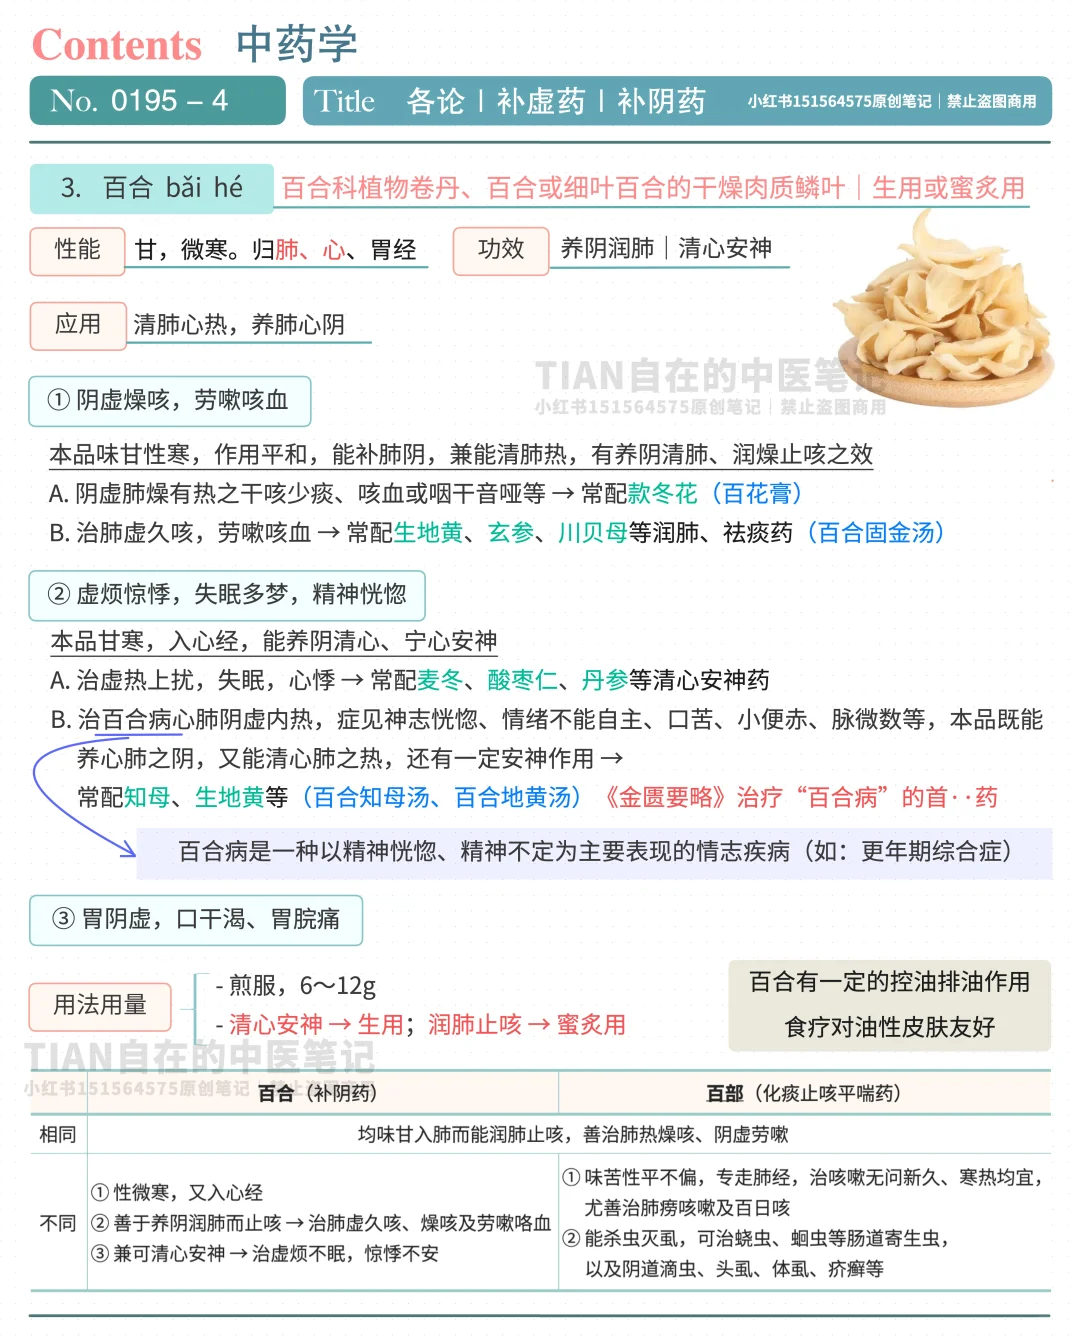 Contents 中药学
No. 0195 – 4
Title 各论｜补虚药｜补阴药 小红书151564575原创笔记｜禁止盗图商用
3. 百合 bǎi hé 百合科植物卷丹、百合或细叶百合的干燥肉质鳞叶｜生用或蜜炙用
性能 甘，微寒。归肺、心、胃经 功效 养阴润肺｜清心安神
应用 清肺心热，养肺心阴
TIAN自在的中医笔记
小红书151564575原创笔记｜禁止盗图商用
① 阴虚燥咳，劳嗽咳血
本品味甘性寒，作用平和，能补肺阴，兼能清肺热，有养阴清肺、润燥止咳之效
A. 阴虚肺燥有热之干咳少痰、咳血或咽干音哑等 → 常配款冬花（百花膏）
B. 治肺虚久咳，劳嗽咳血 → 常配生地黄、玄参、川贝母等润肺、祛痰药（百合固金汤）
② 虚烦惊悸，失眠多梦，精神恍惚
本品甘寒，入心经，能养阴清心、宁心安神
A. 治虚热上扰，失眠，心悸 → 常配麦冬、酸枣仁、丹参等清心安神药
B. 治百合病心肺阴虚内热，症见神志恍惚、情绪不能自主、口苦、小便赤、脉微数等，本品既能
养心肺之阴，又能清心肺之热，还有一定安神作用 →
常配知母、生地黄等（百合知母汤、百合地黄汤）《金匮要略》治疗“百合病”的首··药
百合病是一种以精神恍惚、精神不定为主要表现的情志疾病（如：更年期综合症）
③ 胃阴虚，口干渴、胃脘痛
用法用量
- 煎服，6～12g
- 清心安神 → 生用；润肺止咳 → 蜜炙用
百合有一定的控油排油作用
食疗对油性皮肤友好
TIAN自在的中医笔记
小红书151564575原创笔记｜禁止盗图商用
百合（补阴药） 百部（化痰止咳平喘药）
相同 均味甘入肺而能润肺止咳，善治肺热燥咳、阴虚劳嗽
不同
① 性微寒，又入心经
② 善于养阴润肺而止咳 → 治肺虚久咳、燥咳及劳嗽咯血
③ 兼可清心安神 → 治虚烦不眠，惊悸不安
① 味苦性平不偏，专走肺经，治咳嗽无问新久、寒热均宜，
尤善治肺痨咳嗽及百日咳
② 能杀虫灭虱，可治蛲虫、蛔虫等肠道寄生虫，
以及阴道滴虫、头虱、体虱、疥癣等